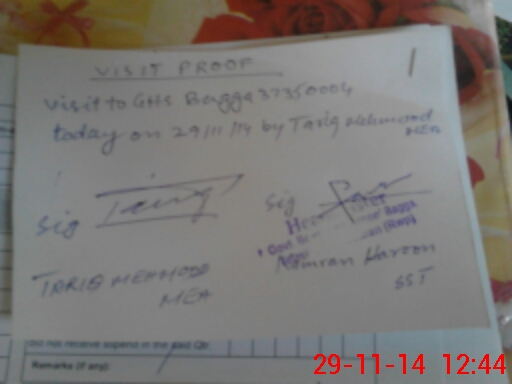 VISIT PROOF
1
Visit to GHS Bagga 37350004
today on 29/11/14 by Tariq Mehmood
MEA
Sig Tariq
Sig
TARIQ MEHMOOD
MEA
Kamran Haroon
SST
Do not receive stipend in the said Qtr
Remarks (if any):
29-11-14 12:44